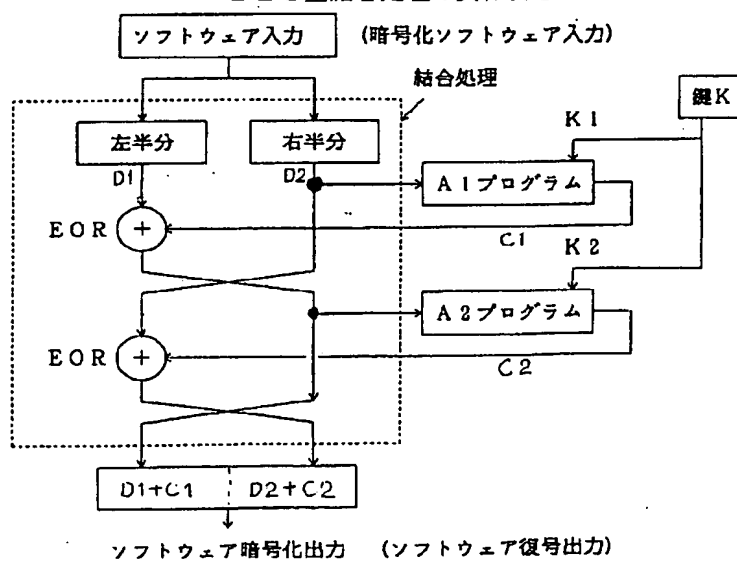 ソフトウェア入力 (暗号化ソフトウェア入力)
結合処理
鍵K
左半分
右半分
K1
D1
D2
A1プログラム
EOR
+
C1
K2
A2プログラム
EOR
+
C2
D1+C1
D2+C2
ソフトウェア暗号化出力 (ソフトウェア復号出力)